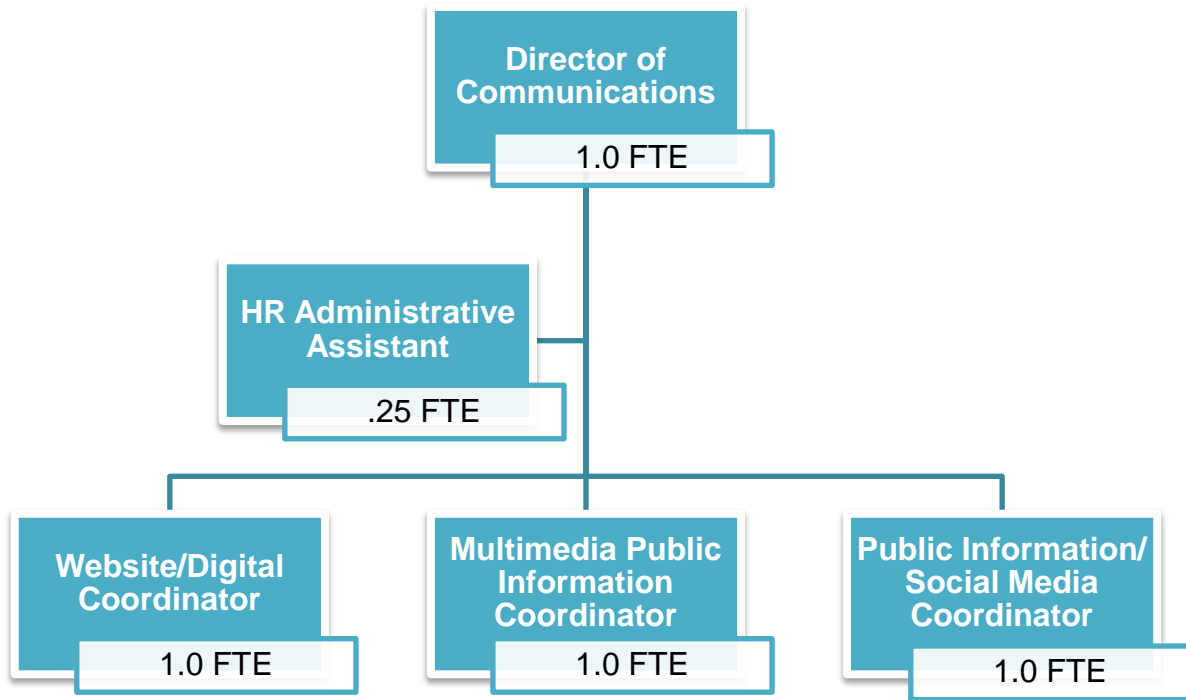 Director of
Communications
1.0 FTE
HR Administrative
Assistant
.25 FTE
Website/Digital
Coordinator
1.0 FTE
Multimedia Public
Information
Coordinator
1.0 FTE
Public Information/
Social Media
Coordinator
1.0 FTE